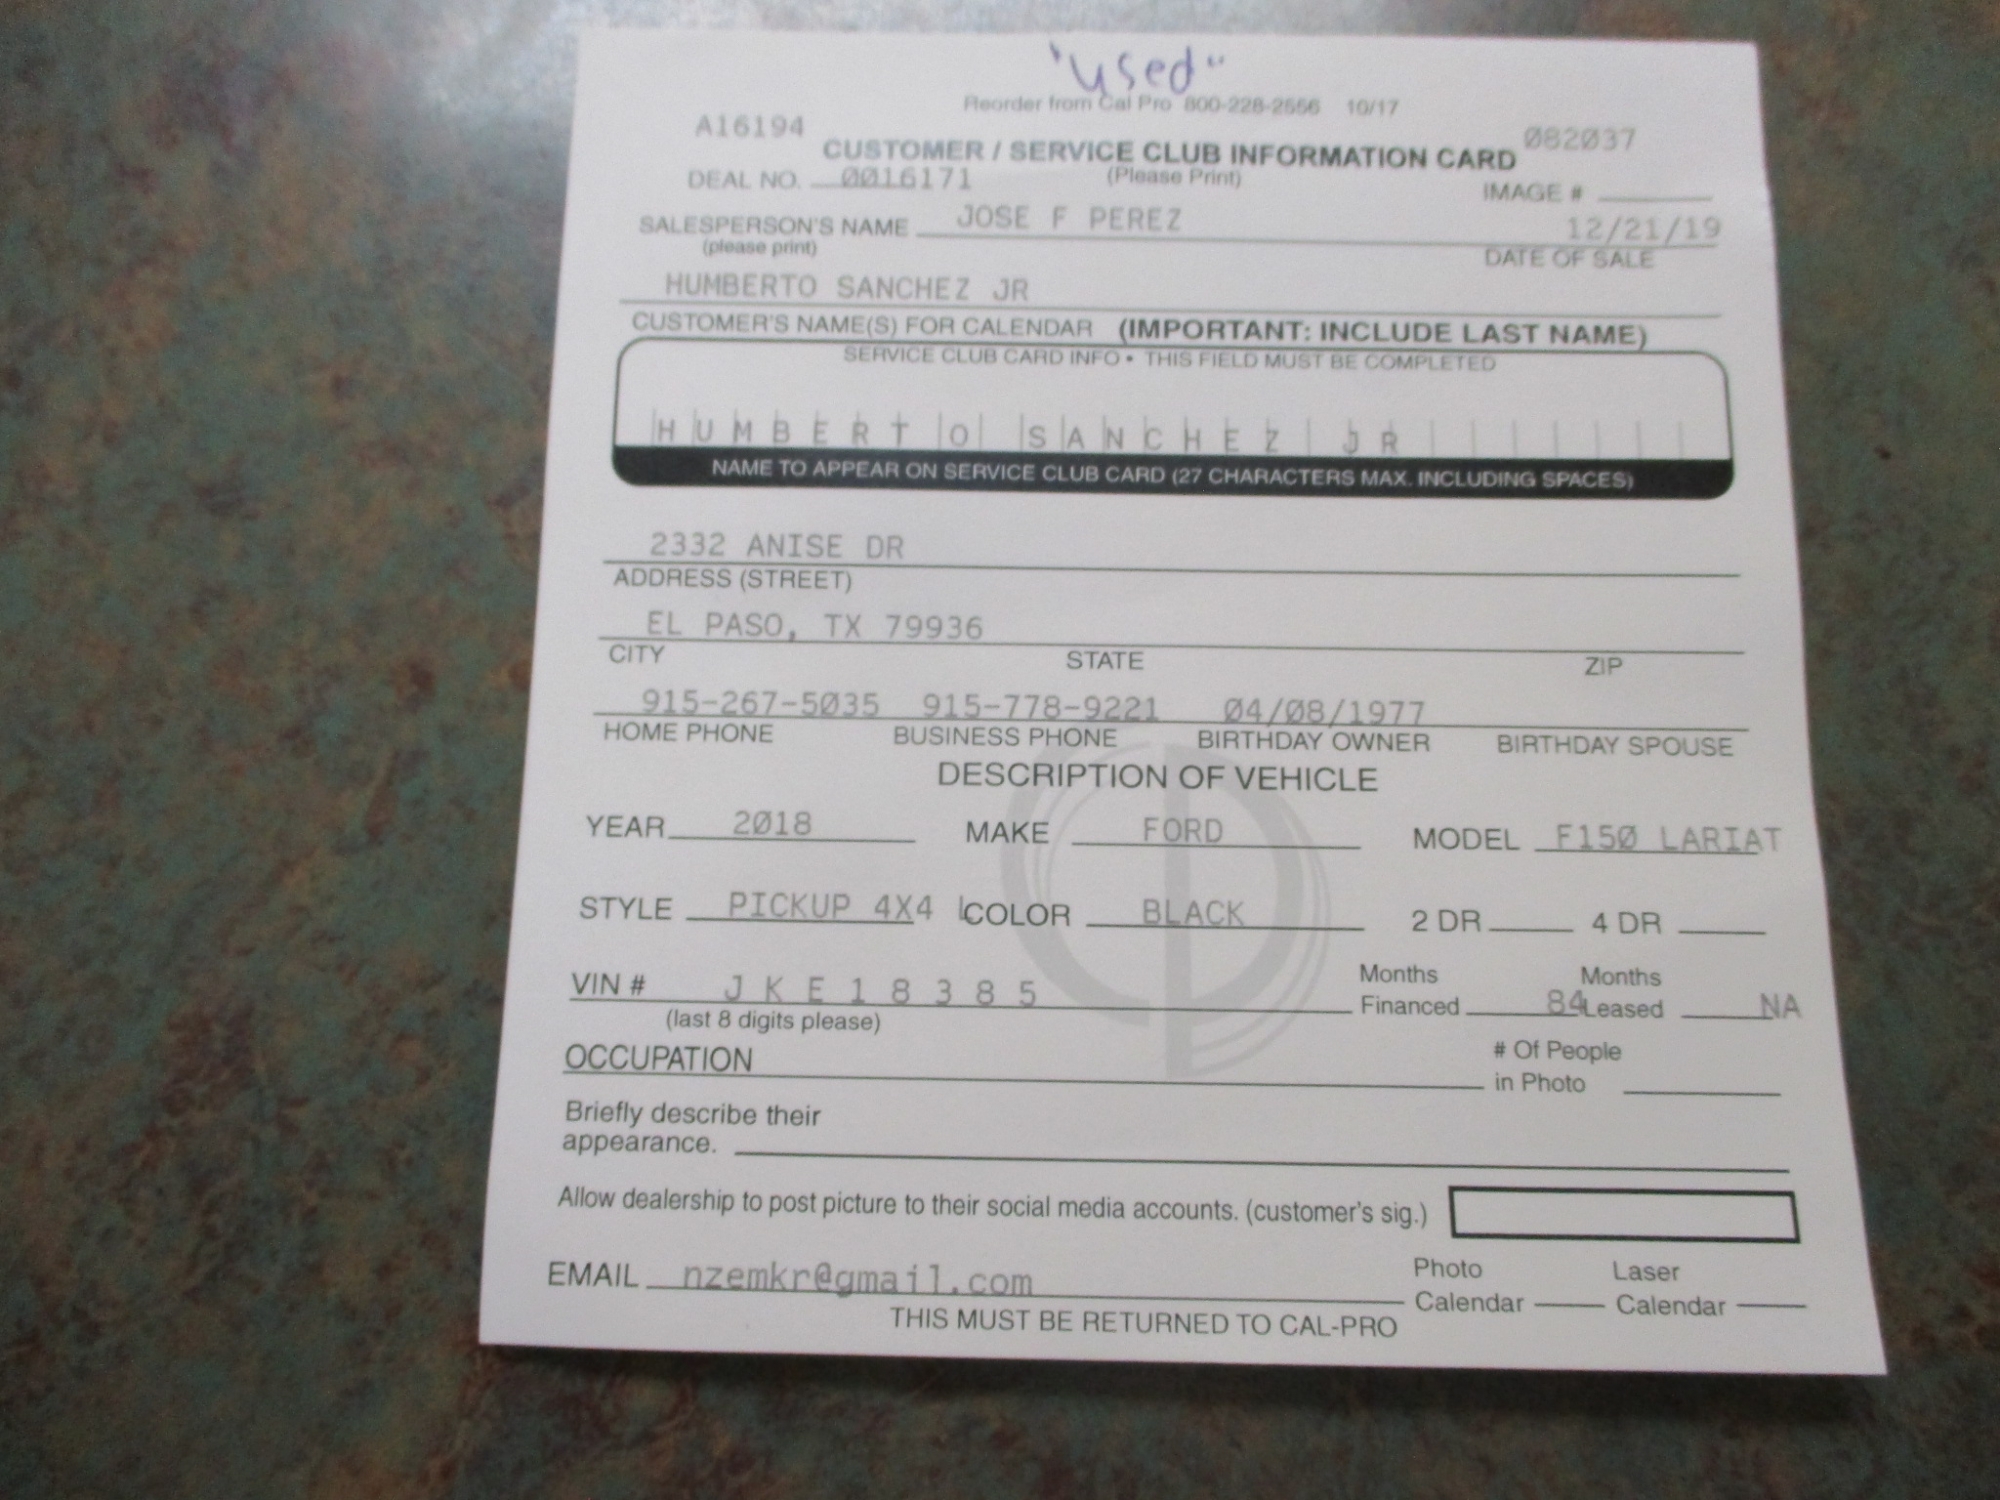 "used"
Reorder from Cal Pro 800-228-2556 10/17
A16194 082037
CUSTOMER / SERVICE CLUB INFORMATION CARD
DEAL NO. 0016171 (Please Print) IMAGE #
SALESPERSON'S NAME JOSE F PEREZ 12/21/19
(please print) DATE OF SALE
HUMBERTO SANCHEZ JR
CUSTOMER'S NAME(S) FOR CALENDAR (IMPORTANT: INCLUDE LAST NAME)
SERVICE CLUB CARD INFO • THIS FIELD MUST BE COMPLETED
HUMBERTO SANCHEZ JR
NAME TO APPEAR ON SERVICE CLUB CARD (27 CHARACTERS MAX. INCLUDING SPACES)
2332 ANISE DR
ADDRESS (STREET)
EL PASO, TX 79936
CITY STATE ZIP
915-267-5035 915-778-9221 04/08/1977
HOME PHONE BUSINESS PHONE BIRTHDAY OWNER BIRTHDAY SPOUSE
DESCRIPTION OF VEHICLE
YEAR 2018 MAKE FORD MODEL F150 LARIAT
STYLE PICKUP 4X4 COLOR BLACK 2 DR 4 DR
Months Months
VIN # J K E 1 8 3 8 5 Financed 84 Leased NA
(last 8 digits please)
OCCUPATION # Of People
in Photo
Briefly describe their
appearance.
Allow dealership to post picture to their social media accounts. (customer's sig.)
EMAIL nzemkr@gmail.com Photo Laser
Calendar Calendar
THIS MUST BE RETURNED TO CAL-PRO